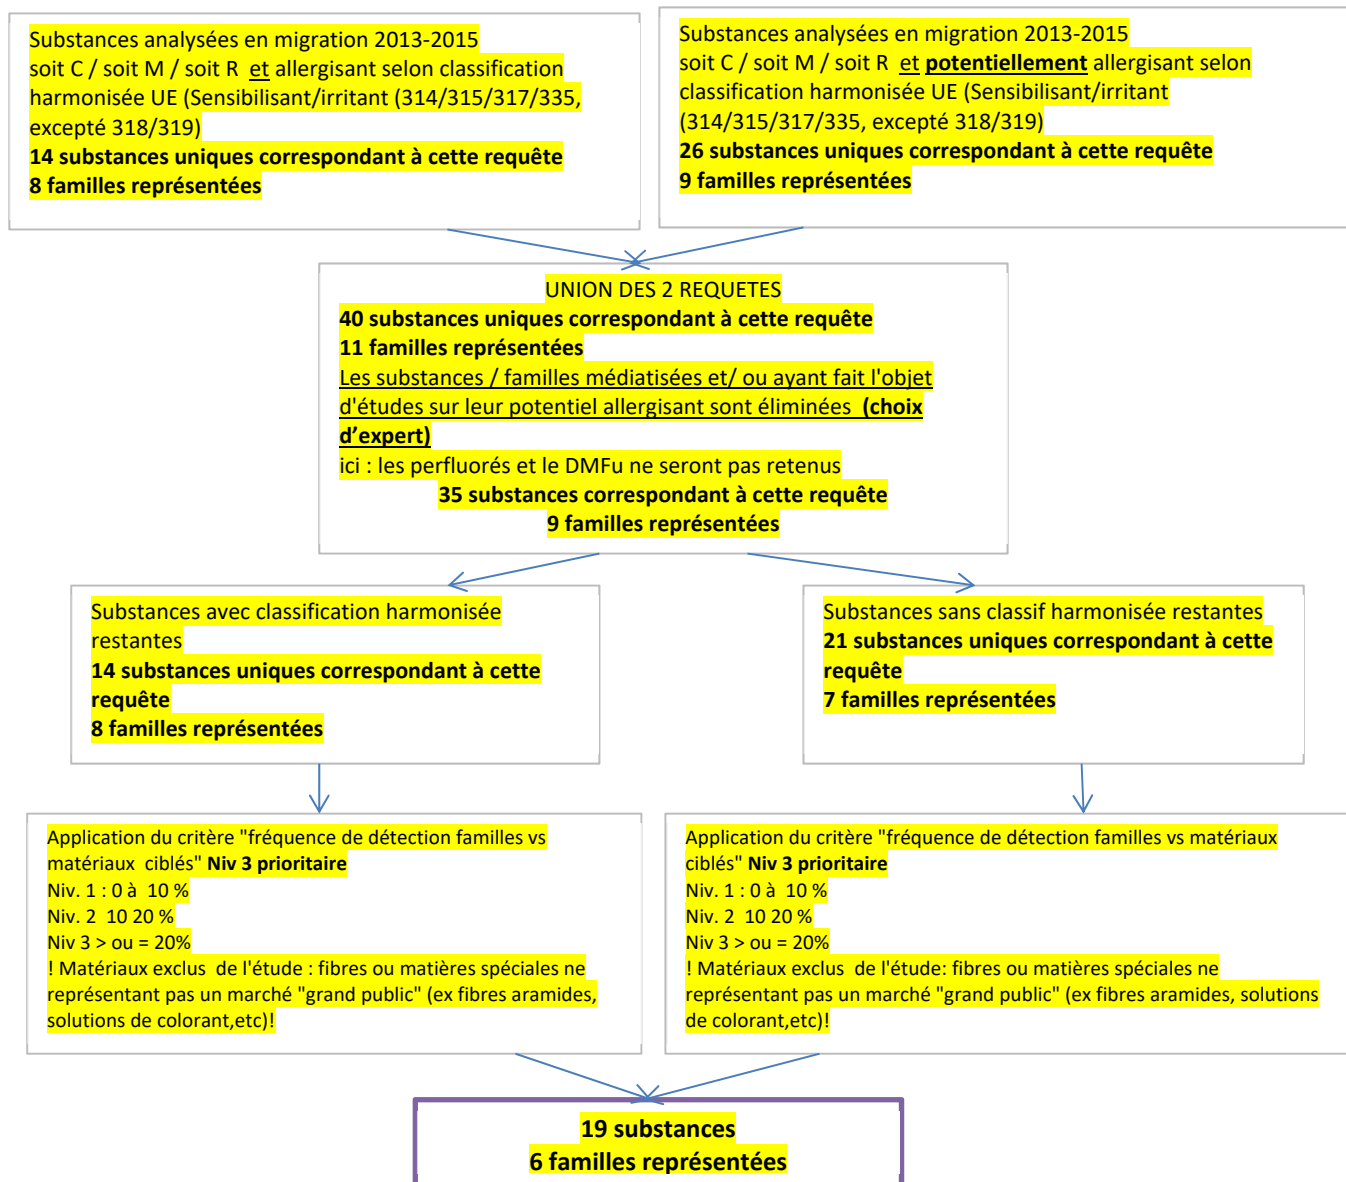 Substances analysées en migration 2013-2015
soit C / soit M / soit R et allergisant selon classification
harmonisée UE (Sensibilisant/irritant (314/315/317/335,
excepté 318/319)
14 substances uniques correspondant à cette requête
8 familles représentées
Substances analysées en migration 2013-2015
soit C / soit M / soit R et potentiellement allergisant selon
classification harmonisée UE (Sensibilisant/irritant
(314/315/317/335, excepté 318/319)
26 substances uniques correspondant à cette requête
9 familles représentées
UNION DES 2 REQUETES
40 substances uniques correspondant à cette requête
11 familles représentées
Les substances / familles médiatisées et/ ou ayant fait l'objet
d'études sur leur potentiel allergisant sont éliminées (choix
d’expert)
ici : les perfluorés et le DMFu ne seront pas retenus
35 substances correspondant à cette requête
9 familles représentées
Substances avec classification harmonisée
restantes
14 substances uniques correspondant à cette
requête
8 familles représentées
Substances sans classif harmonisée restantes
21 substances uniques correspondant à cette
requête
7 familles représentées
Application du critère "fréquence de détection familles vs
matériaux ciblés" Niv 3 prioritaire
Niv. 1 : 0 à 10 %
Niv. 2 10 20 %
Niv 3 > ou = 20%
! Matériaux exclus de l'étude : fibres ou matières spéciales ne
représentant pas un marché "grand public" (ex fibres aramides,
solutions de colorant,etc)!
Application du critère "fréquence de détection familles vs matériaux
ciblés" Niv 3 prioritaire
Niv. 1 : 0 à 10 %
Niv. 2 10 20 %
Niv 3 > ou = 20%
! Matériaux exclus de l'étude: fibres ou matières spéciales ne
représentant pas un marché "grand public" (ex fibres aramides, solutions
de colorant,etc)!
19 substances
6 familles représentées